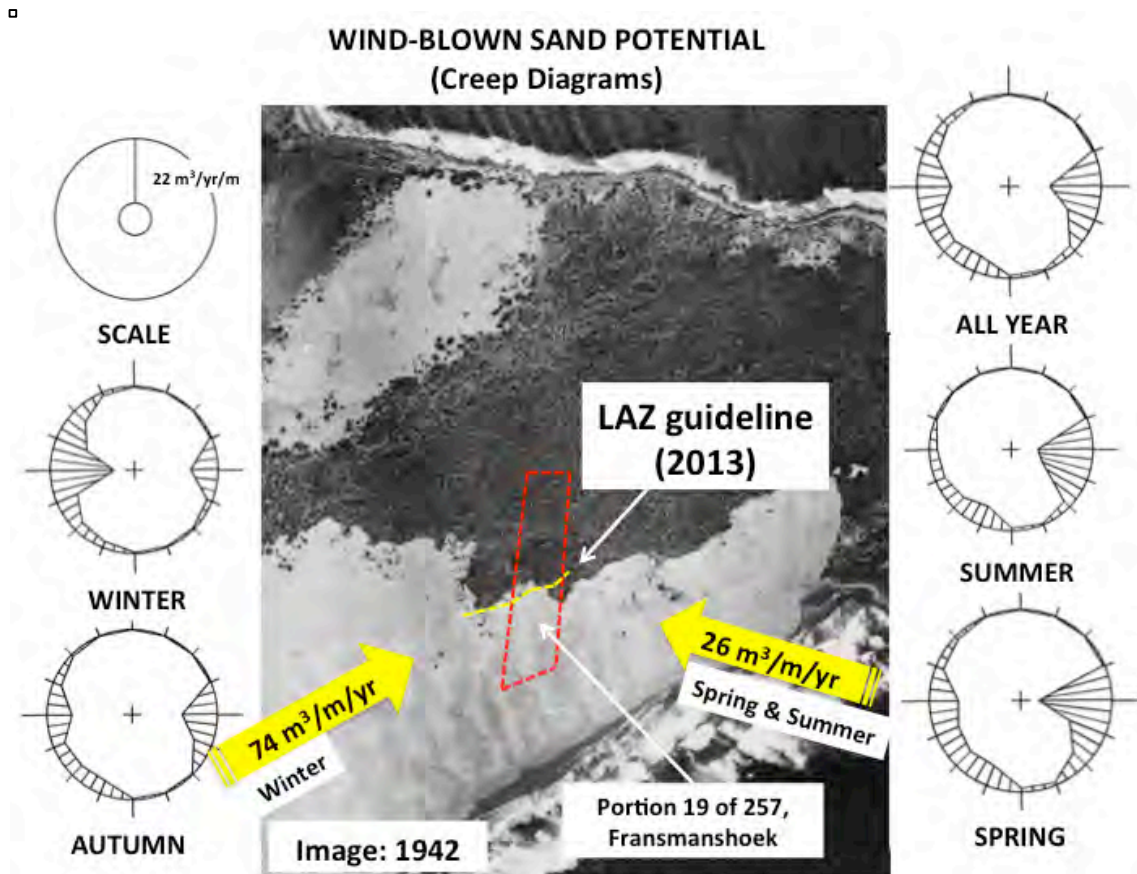 WIND-BLOWN SAND POTENTIAL
(Creep Diagrams)
22 m³/yr/m
SCALE
WINTER
AUTUMN
ALL YEAR
SUMMER
SPRING
LAZ guideline
(2013)
74 m³/m/yr
Winter
26 m³/m/yr
Spring & Summer
Portion 19 of 257,
Fransmanshoek
Image: 1942